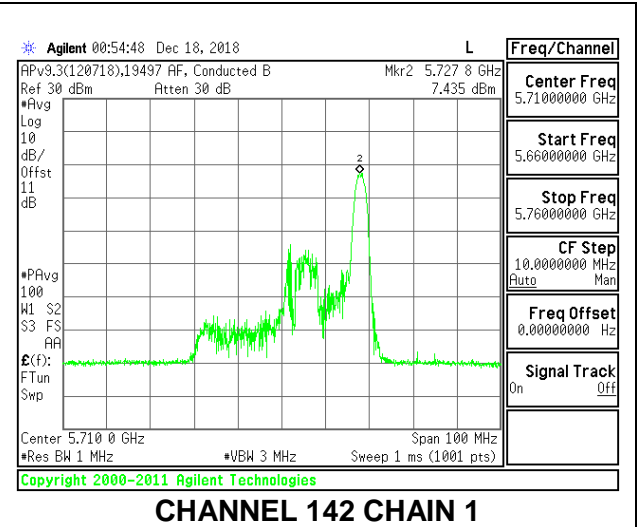 Agilent 00:54:48 Dec 18, 2018 L Freq/Channel
APv9.3(120718),19497 AF, Conducted B Mkr2 5.727 8 GHz
Ref 30 dBm Atten 30 dB 7.435 dBm
#Avg
Log
10
dB/
Offst
11
dB
2
#PAvg
100
W1 S2
S3 FS
AA
£(f):
FTun
Swp
Center 5.710 0 GHz Span 100 MHz
#Res BW 1 MHz #VBW 3 MHz Sweep 1 ms (1001 pts)
Copyright 2000-2011 Agilent Technologies
Center Freq
5.71000000 GHz
Start Freq
5.66000000 GHz
Stop Freq
5.76000000 GHz
CF Step
10.0000000 MHz
Auto Man
Freq Offset
0.00000000 Hz
Signal Track
On Off
CHANNEL 142 CHAIN 1